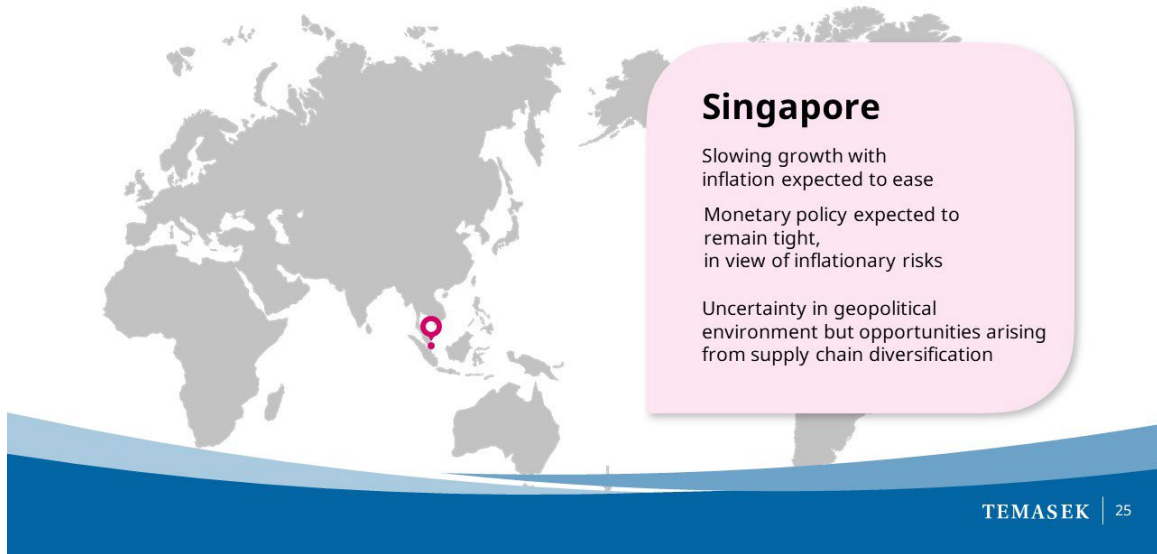 Singapore
Slowing growth with
inflation expected to ease
Monetary policy expected to
remain tight,
in view of inflationary risks
Uncertainty in geopolitical
environment but opportunities arising
from supply chain diversification
TEMASEK 25